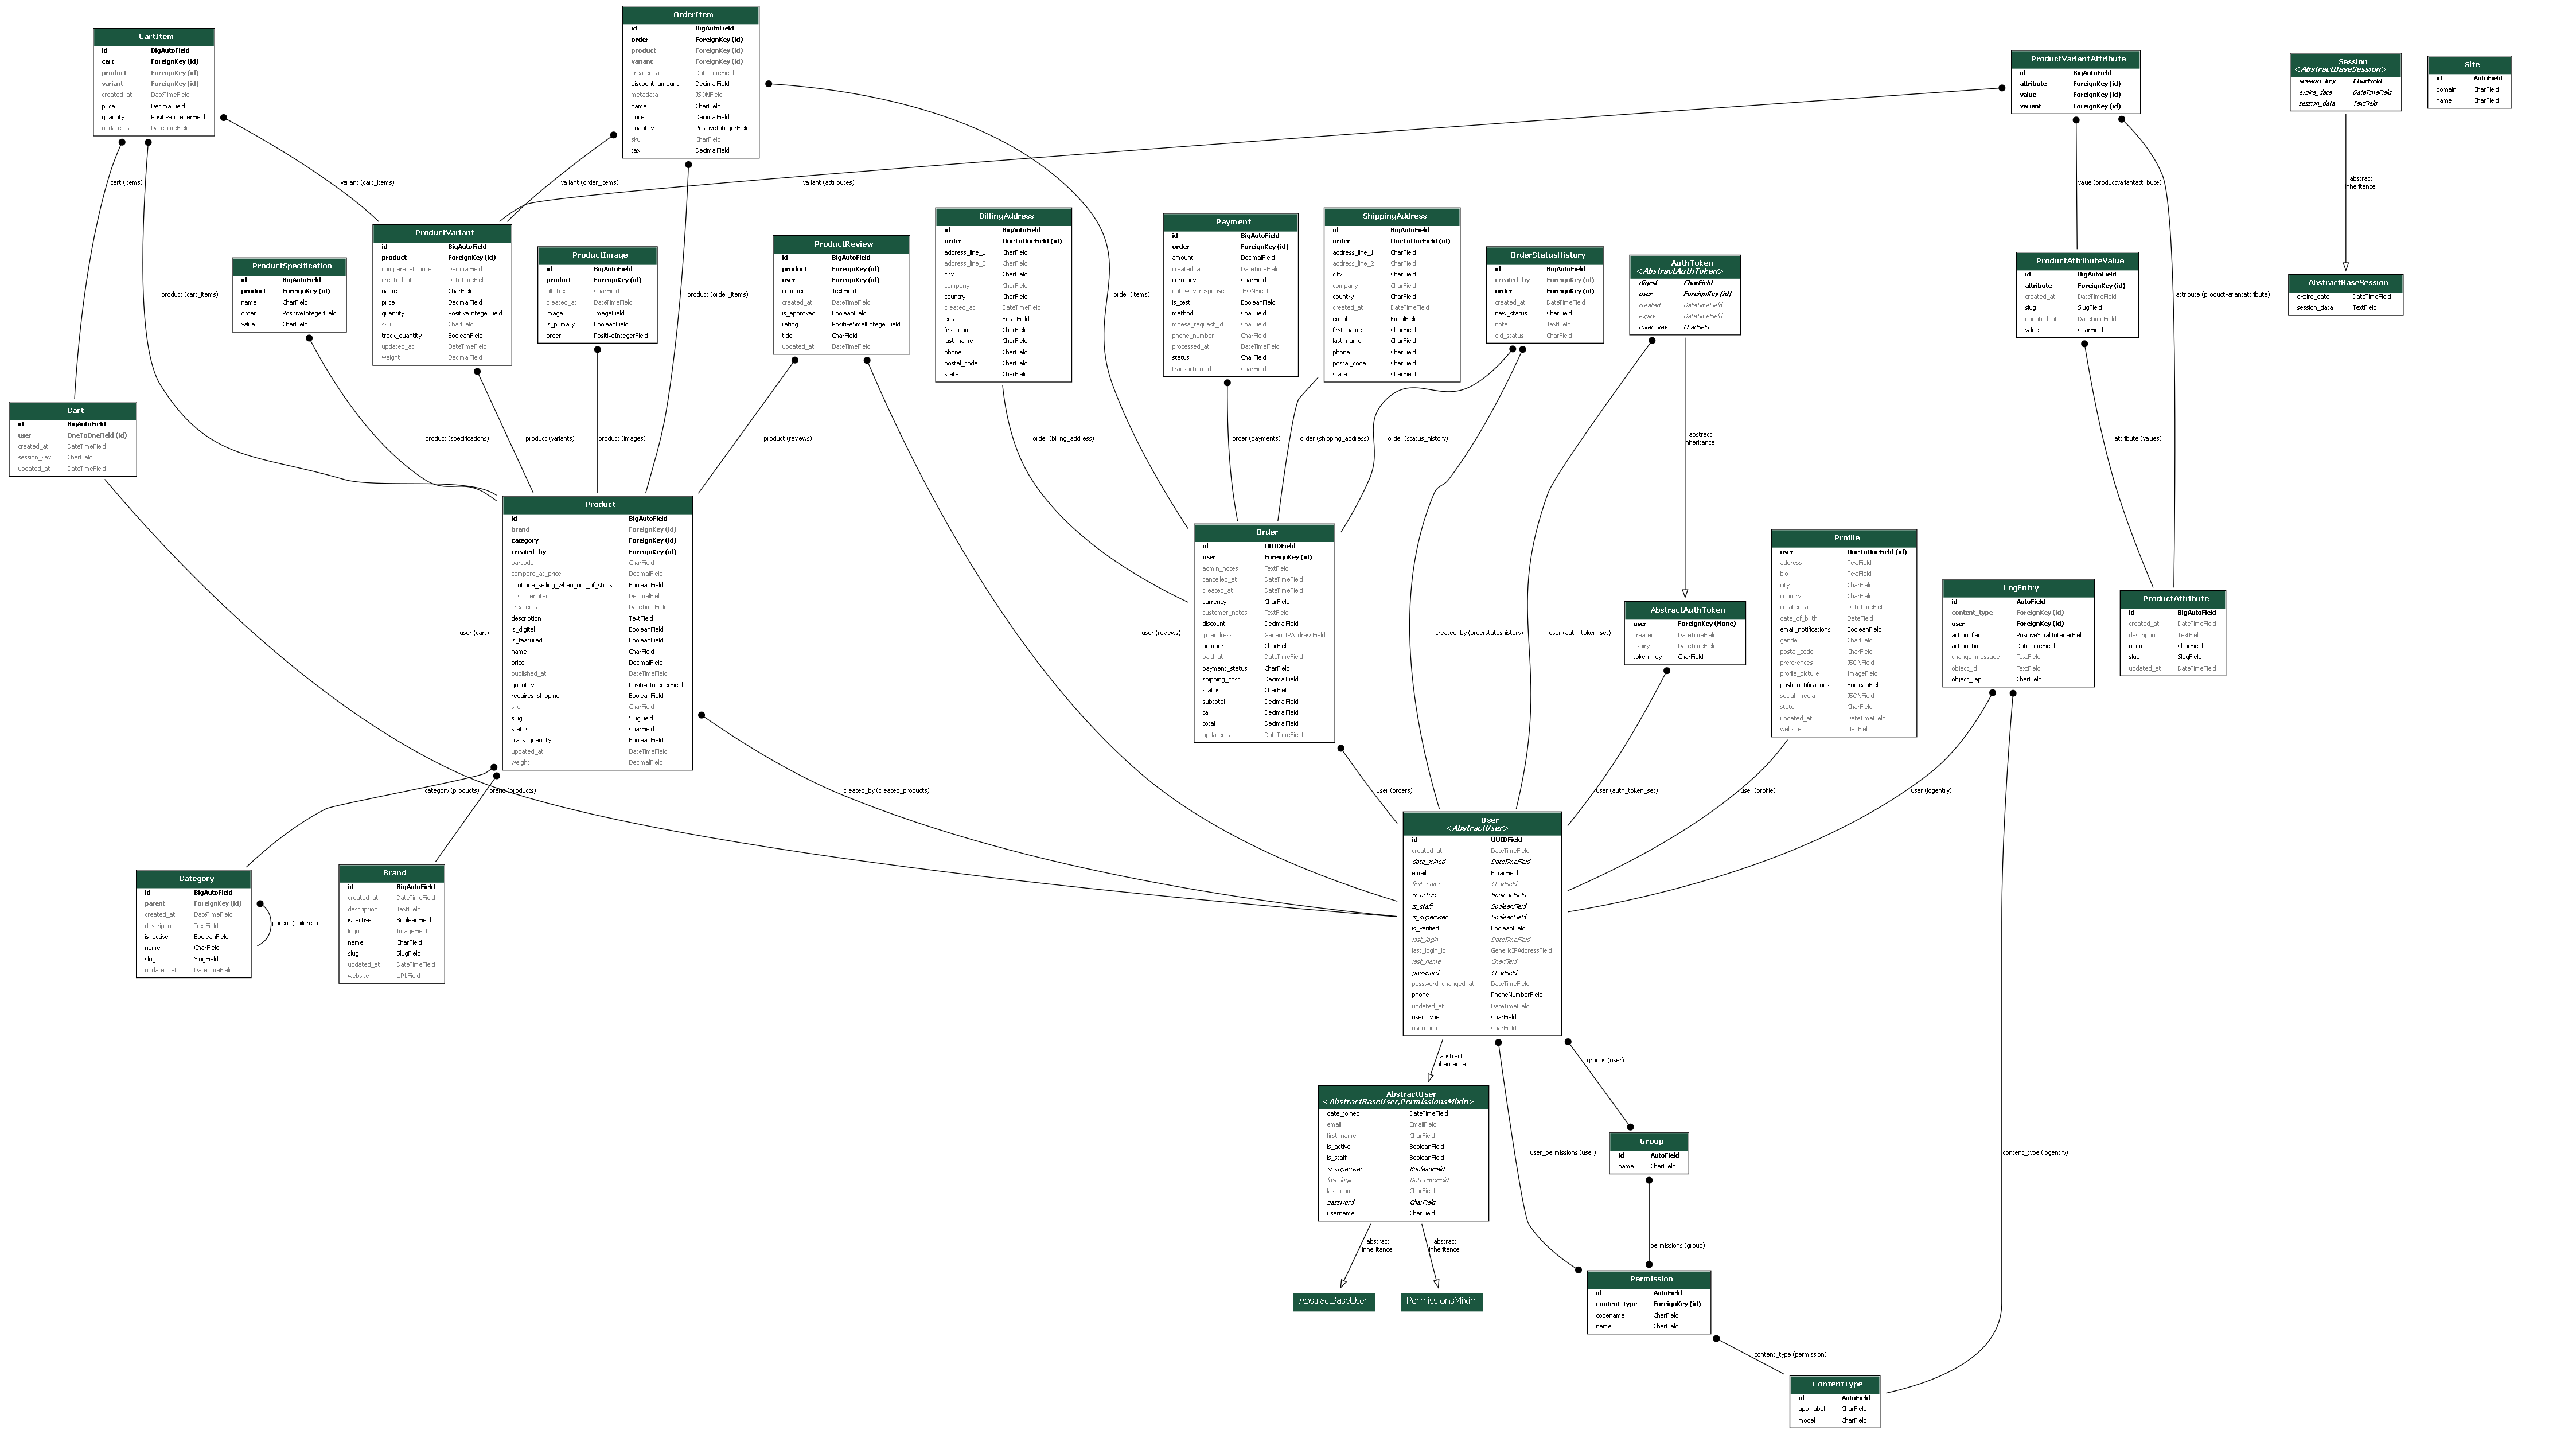 CartItem
id BigAutoField
cart ForeignKey (id)
product ForeignKey (id)
variant ForeignKey (id)
created_at DateTimeField
price DecimalField
quantity PositiveIntegerField
updated_at DateTimeField
OrderItem
id BigAutoField
order ForeignKey (id)
product ForeignKey (id)
variant ForeignKey (id)
created_at DateTimeField
discount_amount DecimalField
metadata JSONField
name CharField
price DecimalField
quantity PositiveIntegerField
sku CharField
tax DecimalField
ProductVariantAttribute
id BigAutoField
attribute ForeignKey (id)
value ForeignKey (id)
variant ForeignKey (id)
Session
<AbstractBaseSession>
session_key CharField
expire_date DateTimeField
session_data TextField
Site
id AutoField
domain CharField
name CharField
cart (items)
variant (cart_items)
variant (order_items)
variant (attributes)
value (productvariantattribute)
abstract
inheritance
ProductSpecification
id BigAutoField
product ForeignKey (id)
name CharField
order PositiveIntegerField
value CharField
ProductVariant
id BigAutoField
product ForeignKey (id)
compare_at_price DecimalField
created_at DateTimeField
name CharField
price DecimalField
quantity PositiveIntegerField
sku CharField
track_quantity BooleanField
updated_at DateTimeField
weight DecimalField
ProductImage
id BigAutoField
product ForeignKey (id)
alt_text CharField
created_at DateTimeField
image ImageField
is_primary BooleanField
order PositiveIntegerField
ProductReview
id BigAutoField
product ForeignKey (id)
user ForeignKey (id)
comment TextField
created_at DateTimeField
is_approved BooleanField
rating PositiveSmallIntegerField
title CharField
updated_at DateTimeField
BillingAddress
id BigAutoField
order OneToOneField (id)
address_line_1 CharField
address_line_2 CharField
city CharField
company CharField
country CharField
created_at DateTimeField
email EmailField
first_name CharField
last_name CharField
phone CharField
postal_code CharField
state CharField
Payment
id BigAutoField
order ForeignKey (id)
amount DecimalField
created_at DateTimeField
currency CharField
gateway_response JSONField
is_test BooleanField
method CharField
mpesa_request_id CharField
phone_number CharField
processed_at DateTimeField
status CharField
transaction_id CharField
ShippingAddress
id BigAutoField
order OneToOneField (id)
address_line_1 CharField
address_line_2 CharField
city CharField
company CharField
country CharField
created_at DateTimeField
email EmailField
first_name CharField
last_name CharField
phone CharField
postal_code CharField
state CharField
OrderStatusHistory
id BigAutoField
created_by ForeignKey (id)
order ForeignKey (id)
created_at DateTimeField
new_status CharField
note TextField
old_status CharField
AuthToken
<AbstractAuthToken>
digest CharField
user ForeignKey (id)
created DateTimeField
expiry DateTimeField
token_key CharField
ProductAttributeValue
id BigAutoField
attribute ForeignKey (id)
created_at DateTimeField
slug SlugField
updated_at DateTimeField
value CharField
AbstractBaseSession
expire_date DateTimeField
session_data TextField
product (cart_items)
product (order_items)
order (items)
attribute (productvariantattribute)
Cart
id BigAutoField
user OneToOneField (id)
created_at DateTimeField
session_key CharField
updated_at DateTimeField
product (specifications)
product (variants)
product (images)
product (reviews)
order (billing_address)
order (payments)
order (shipping_address)
order (status_history)
abstract
inheritance
attribute (values)
Product
id BigAutoField
brand ForeignKey (id)
category ForeignKey (id)
created_by ForeignKey (id)
barcode CharField
compare_at_price DecimalField
continue_selling_when_out_of_stock BooleanField
cost_per_item DecimalField
created_at DateTimeField
description TextField
is_digital BooleanField
is_featured BooleanField
name CharField
price DecimalField
published_at DateTimeField
quantity PositiveIntegerField
requires_shipping BooleanField
sku CharField
slug SlugField
status CharField
track_quantity BooleanField
updated_at DateTimeField
weight DecimalField
Order
id UUIDField
user ForeignKey (id)
admin_notes TextField
cancelled_at DateTimeField
created_at DateTimeField
currency CharField
customer_notes TextField
discount DecimalField
ip_address GenericIPAddressField
number CharField
paid_at DateTimeField
payment_status CharField
shipping_cost DecimalField
status CharField
subtotal DecimalField
tax DecimalField
total DecimalField
updated_at DateTimeField
Profile
user OneToOneField (id)
address TextField
bio TextField
city CharField
country CharField
created_at DateTimeField
date_of_birth DateField
email_notifications BooleanField
gender CharField
postal_code CharField
preferences JSONField
profile_picture ImageField
push_notifications BooleanField
social_media JSONField
state CharField
updated_at DateTimeField
website URLField
LogEntry
id AutoField
content_type ForeignKey (id)
user ForeignKey (id)
action_flag PositiveSmallIntegerField
action_time DateTimeField
change_message TextField
object_id TextField
object_repr CharField
ProductAttribute
id BigAutoField
created_at DateTimeField
description TextField
name CharField
slug SlugField
updated_at DateTimeField
AbstractAuthToken
user ForeignKey (None)
created DateTimeField
expiry DateTimeField
token_key CharField
user (cart)
user (reviews)
created_by (orderstatushistory)
user (auth_token_set)
category (products)
brand (products)
created_by (created_products)
user (orders)
user (auth_token_set)
user (profile)
user (logentry)
User
<AbstractUser>
id UUIDField
created_at DateTimeField
date_joined DateTimeField
email EmailField
first_name CharField
is_active BooleanField
is_staff BooleanField
is_superuser BooleanField
is_verified BooleanField
last_login DateTimeField
last_login_ip GenericIPAddressField
last_name CharField
password CharField
password_changed_at DateTimeField
phone PhoneNumberField
updated_at DateTimeField
user_type CharField
username CharField
Category
id BigAutoField
parent ForeignKey (id)
created_at DateTimeField
description TextField
is_active BooleanField
name CharField
slug SlugField
updated_at DateTimeField
parent (children)
Brand
id BigAutoField
created_at DateTimeField
description TextField
is_active BooleanField
logo ImageField
name CharField
slug SlugField
updated_at DateTimeField
website URLField
abstract
inheritance
groups (user)
AbstractUser
<AbstractBaseUser,PermissionsMixin>
date_joined DateTimeField
email EmailField
first_name CharField
is_active BooleanField
is_staff BooleanField
is_superuser BooleanField
last_login DateTimeField
last_name CharField
password CharField
username CharField
Group
id AutoField
name CharField
user_permissions (user)
content_type (logentry)
abstract
inheritance
abstract
inheritance
permissions (group)
AbstractBaseUser
PermissionsMixin
Permission
id AutoField
content_type ForeignKey (id)
codename CharField
name CharField
content_type (permission)
ContentType
id AutoField
app_label CharField
model CharField